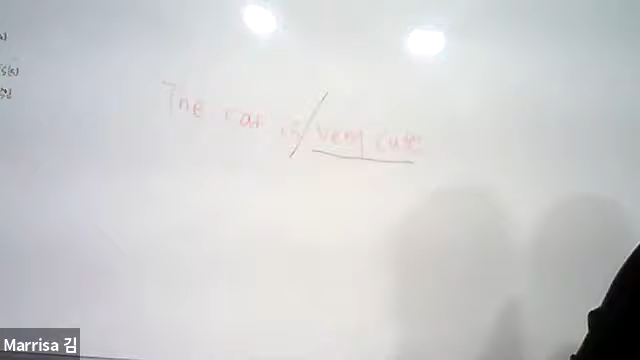 The cat is very cute
Marrisa 김